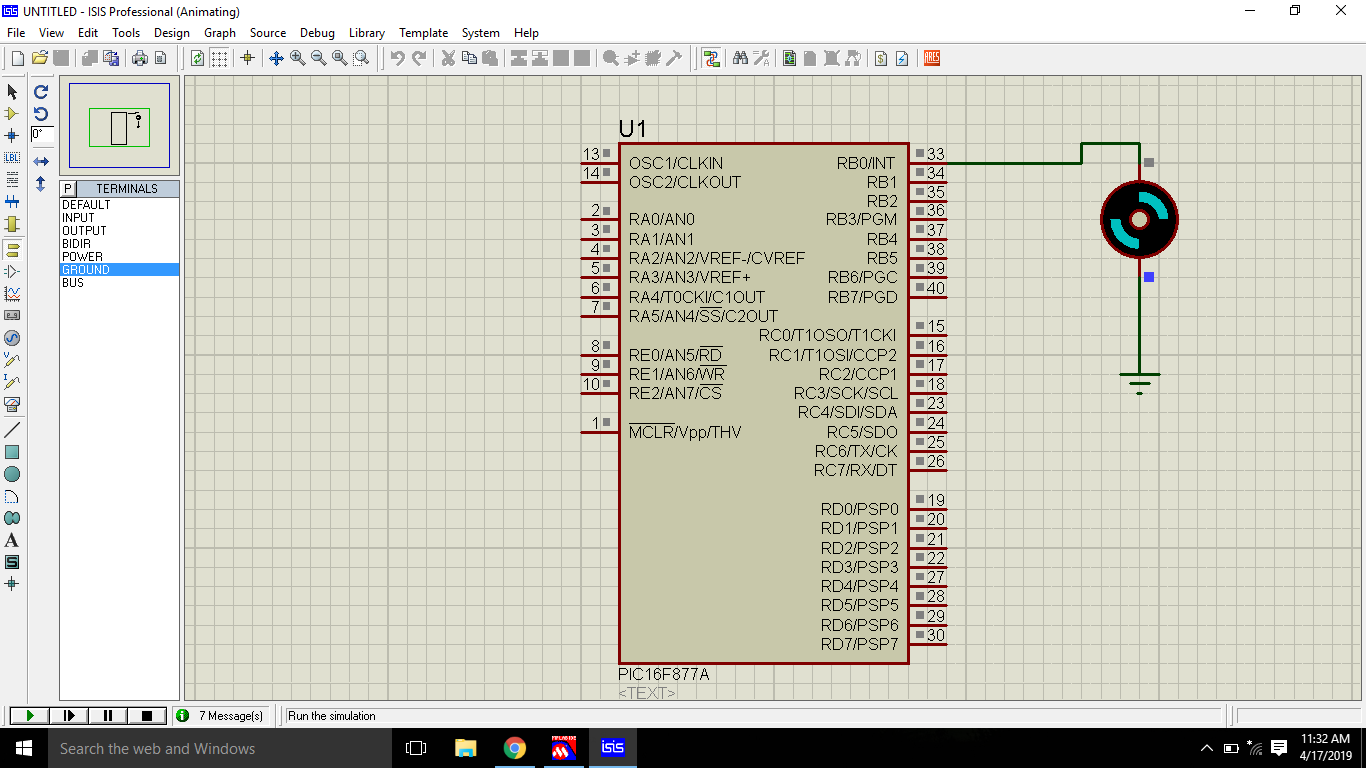 UNTITLED - ISIS Professional (Animating)
File View Edit Tools Design Graph Source Debug Library Template System Help
ARES
0°
LBL
A
S
P TERMINALS
DEFAULT
INPUT
OUTPUT
BIDIR
POWER
GROUND
BUS
U1
13 OSC1/CLKIN RB0/INT 33
14 OSC2/CLKOUT RB1 34
RB2 35
2 RA0/AN0 RB3/PGM 36
3 RA1/AN1 RB4 37
4 RA2/AN2/VREF-/CVREF RB5 38
5 RA3/AN3/VREF+ RB6/PGC 39
6 RA4/T0CKI/C1OUT RB7/PGD 40
7 RA5/AN4/SS/C2OUT
RC0/T1OSO/T1CKI 15
8 RE0/AN5/RD RC1/T1OSI/CCP2 16
9 RE1/AN6/WR RC2/CCP1 17
10 RE2/AN7/CS RC3/SCK/SCL 18
RC4/SDI/SDA 23
1 MCLR/Vpp/THV RC5/SDO 24
RC6/TX/CK 25
RC7/RX/DT 26
RD0/PSP0 19
RD1/PSP1 20
RD2/PSP2 21
RD3/PSP3 22
RD4/PSP4 27
RD5/PSP5 28
RD6/PSP6 29
RD7/PSP7 30
PIC16F877A
<TEXT>
7 Message(s) Run the simulation
Search the web and Windows
isis
11:32 AM
4/17/2019